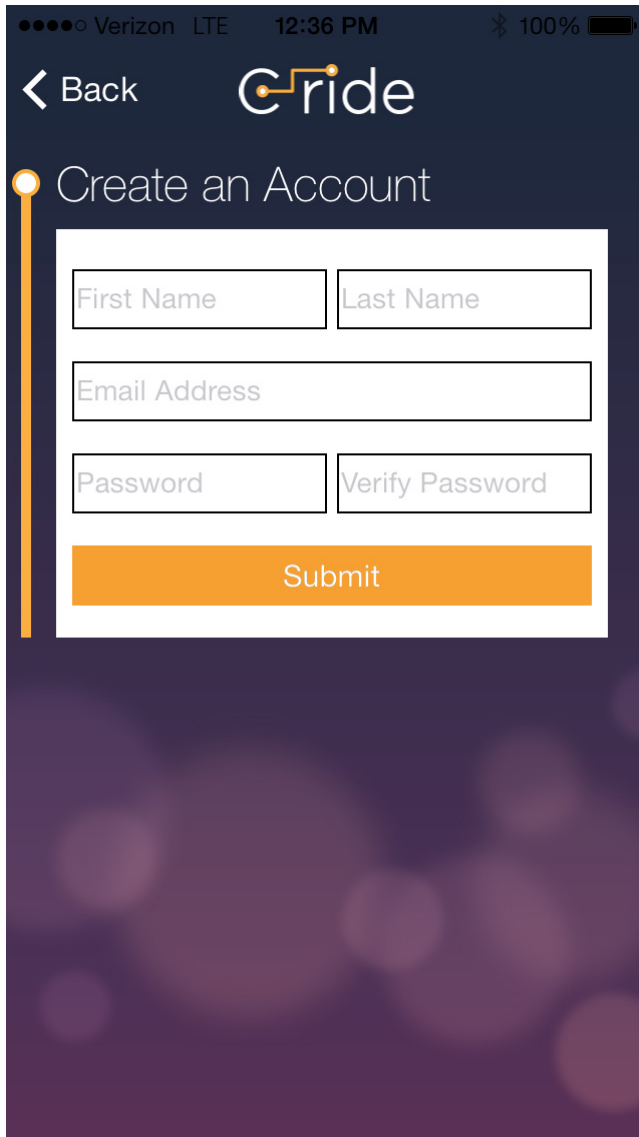 Verizon LTE 12:36 PM 100%
Back C-ride
Create an Account
First Name Last Name
Email Address
Password Verify Password
Submit